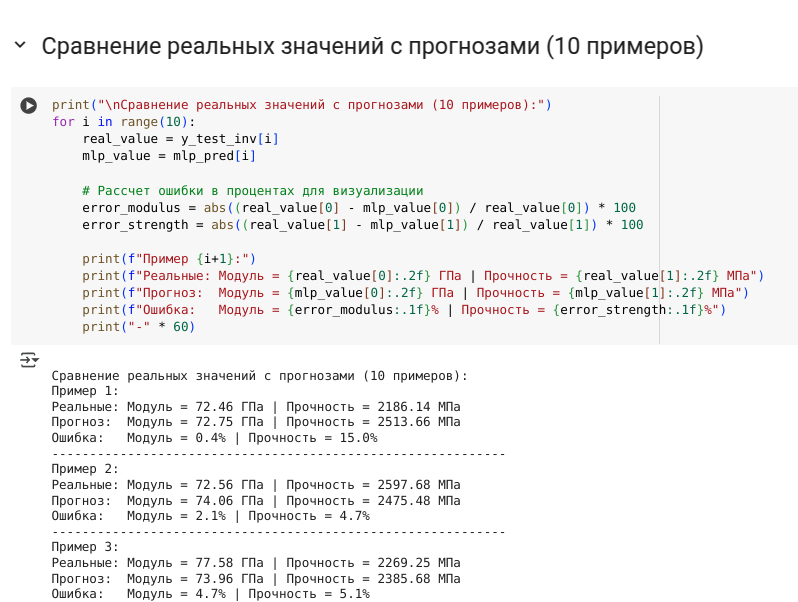 Сравнение реальных значений с прогнозами (10 примеров)
print("\nСравнение реальных значений с прогнозами (10 примеров):")
for i in range(10):
    real_value = y_test_inv[i]
    mlp_value = mlp_pred[i]
    # Рассчет ошибки в процентах для визуализации
    error_modulus = abs((real_value[0] - mlp_value[0]) / real_value[0]) * 100
    error_strength = abs((real_value[1] - mlp_value[1]) / real_value[1]) * 100
    print(f"Пример {i+1}:")
    print(f"Реальные: Модуль = {real_value[0]:.2f} ГПа | Прочность = {real_value[1]:.2f} МПа")
    print(f"Прогноз:  Модуль = {mlp_value[0]:.2f} ГПа | Прочность = {mlp_value[1]:.2f} МПа")
    print(f"Ошибка:   Модуль = {error_modulus:.1f}% | Прочность = {error_strength:.1f}%")
    print("-" * 60)
Сравнение реальных значений с прогнозами (10 примеров):
Пример 1:
Реальные: Модуль = 72.46 ГПа | Прочность = 2186.14 МПа
Прогноз:  Модуль = 72.75 ГПа | Прочность = 2513.66 МПа
Ошибка:   Модуль = 0.4% | Прочность = 15.0%
------------------------------------------------------------
Пример 2:
Реальные: Модуль = 72.56 ГПа | Прочность = 2597.68 МПа
Прогноз:  Модуль = 74.06 ГПа | Прочность = 2475.48 МПа
Ошибка:   Модуль = 2.1% | Прочность = 4.7%
------------------------------------------------------------
Пример 3:
Реальные: Модуль = 77.58 ГПа | Прочность = 2269.25 МПа
Прогноз:  Модуль = 73.96 ГПа | Прочность = 2385.68 МПа
Ошибка:   Модуль = 4.7% | Прочность = 5.1%